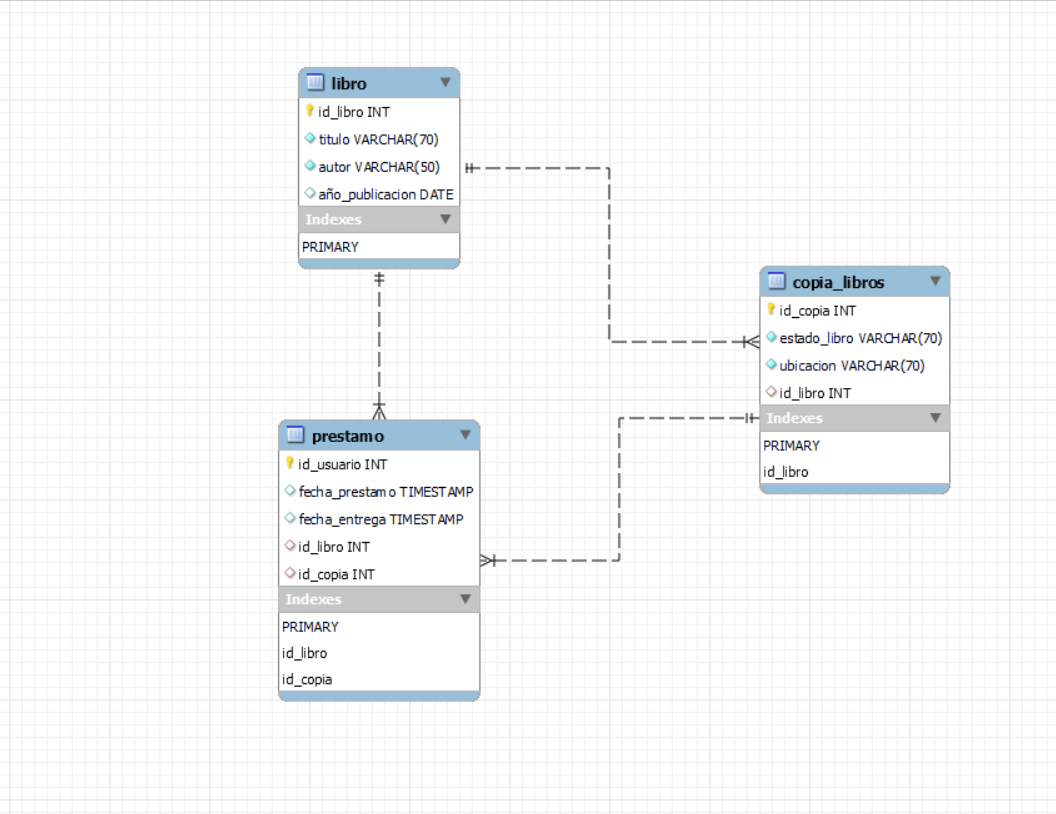 libro
id_libro INT
titulo VARCHAR(70)
autor VARCHAR(50)
año_publicacion DATE
Indexes
PRIMARY
copia_libros
id_copia INT
estado_libro VARCHAR(70)
ubicacion VARCHAR(70)
id_libro INT
Indexes
PRIMARY
id_libro
prestamo
id_usuario INT
fecha_prestamo TIMESTAMP
fecha_entrega TIMESTAMP
id_libro INT
id_copia INT
Indexes
PRIMARY
id_libro
id_copia